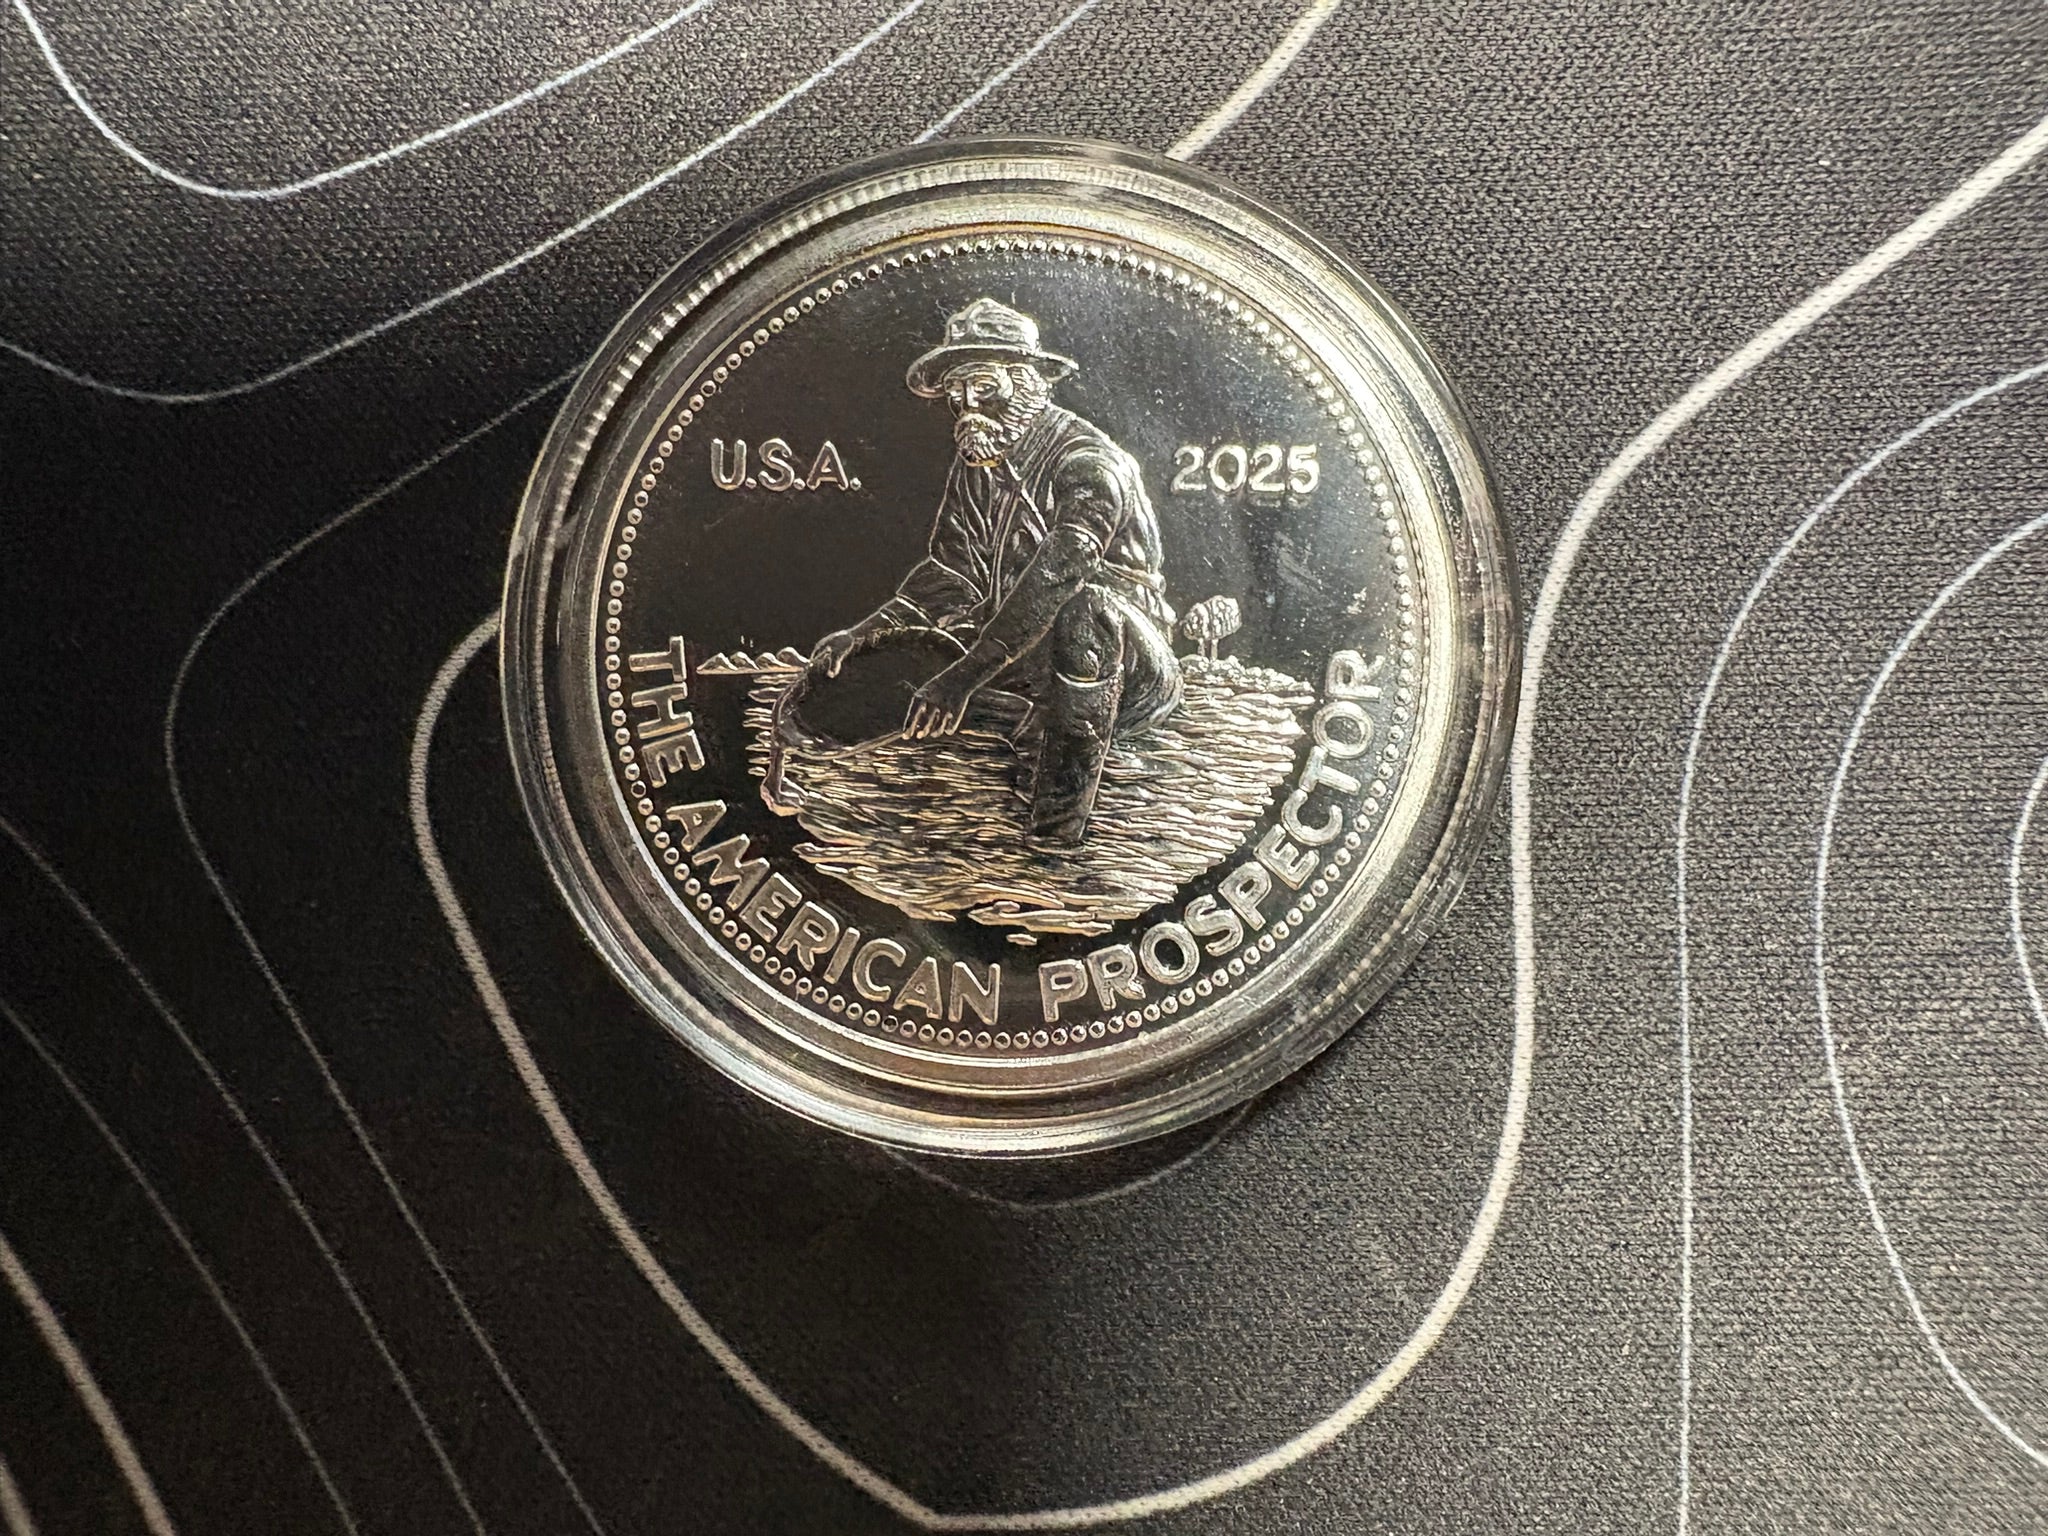 U.S.A.
2025
THE AMERICAN PROSPECTOR